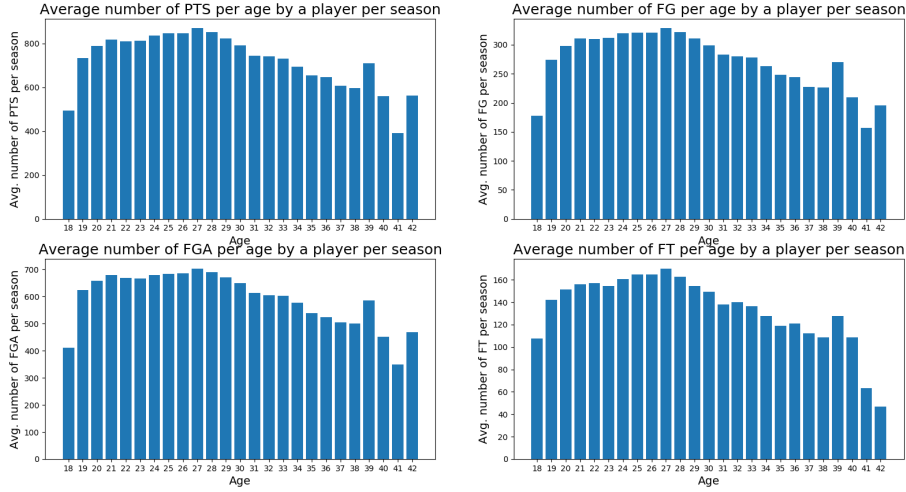 Average number of PTS per age by a player per season
Avg. number of PTS per season
800
600
400
200
0
18 19 20 21 22 23 24 25 26 27 28 29 30 31 32 33 34 35 36 37 38 39 40 41 42
Age
Average number of FG per age by a player per season
Avg. number of FG per season
300
250
200
150
100
50
0
18 19 20 21 22 23 24 25 26 27 28 29 30 31 32 33 34 35 36 37 38 39 40 41 42
Age
Average number of FGA per age by a player per season
Avg. number of FGA per season
700
600
500
400
300
200
100
0
18 19 20 21 22 23 24 25 26 27 28 29 30 31 32 33 34 35 36 37 38 39 40 41 42
Age
Average number of FT per age by a player per season
Avg. number of FT per season
160
140
120
100
80
60
40
20
0
18 19 20 21 22 23 24 25 26 27 28 29 30 31 32 33 34 35 36 37 38 39 40 41 42
Age